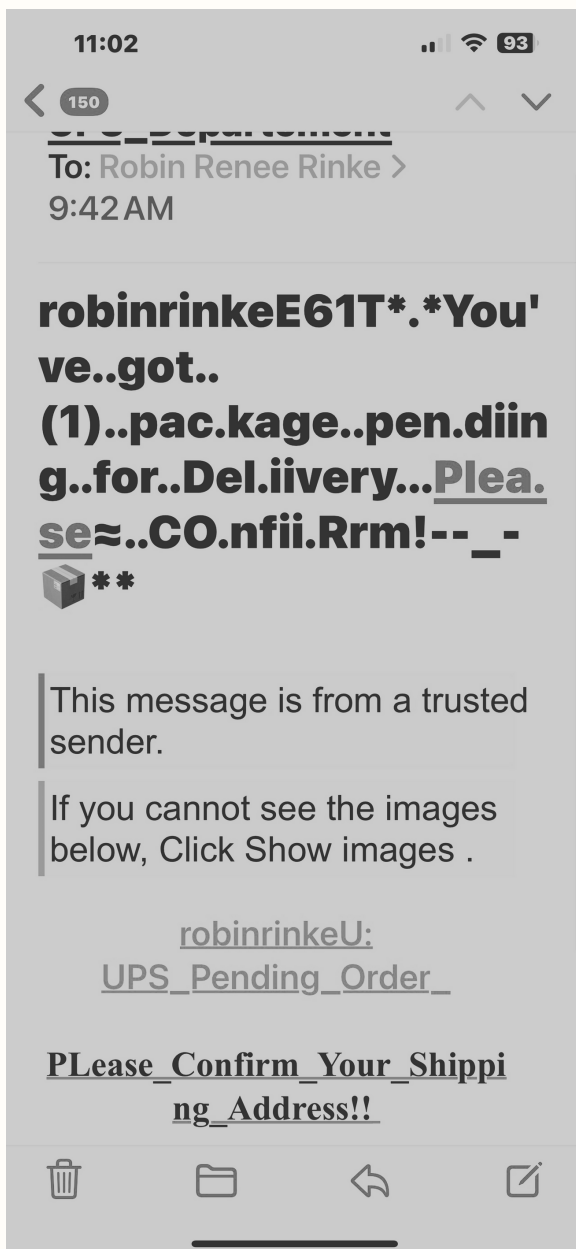 11:02
93
150
UPS_Departement
To: Robin Renee Rinke >
9:42 AM
robinrinkeE61T*.*You'
ve..got..
(1)..pac.kage..pen.diin
g..for..Del.iivery...Plea.
se≈..CO.nfii.Rrm!--_-
📦**
This message is from a trusted
sender.
If you cannot see the images
below, Click Show images .
robinrinkeU:
UPS_Pending_Order_
PLease_Confirm_Your_Shippi
ng_Address!!